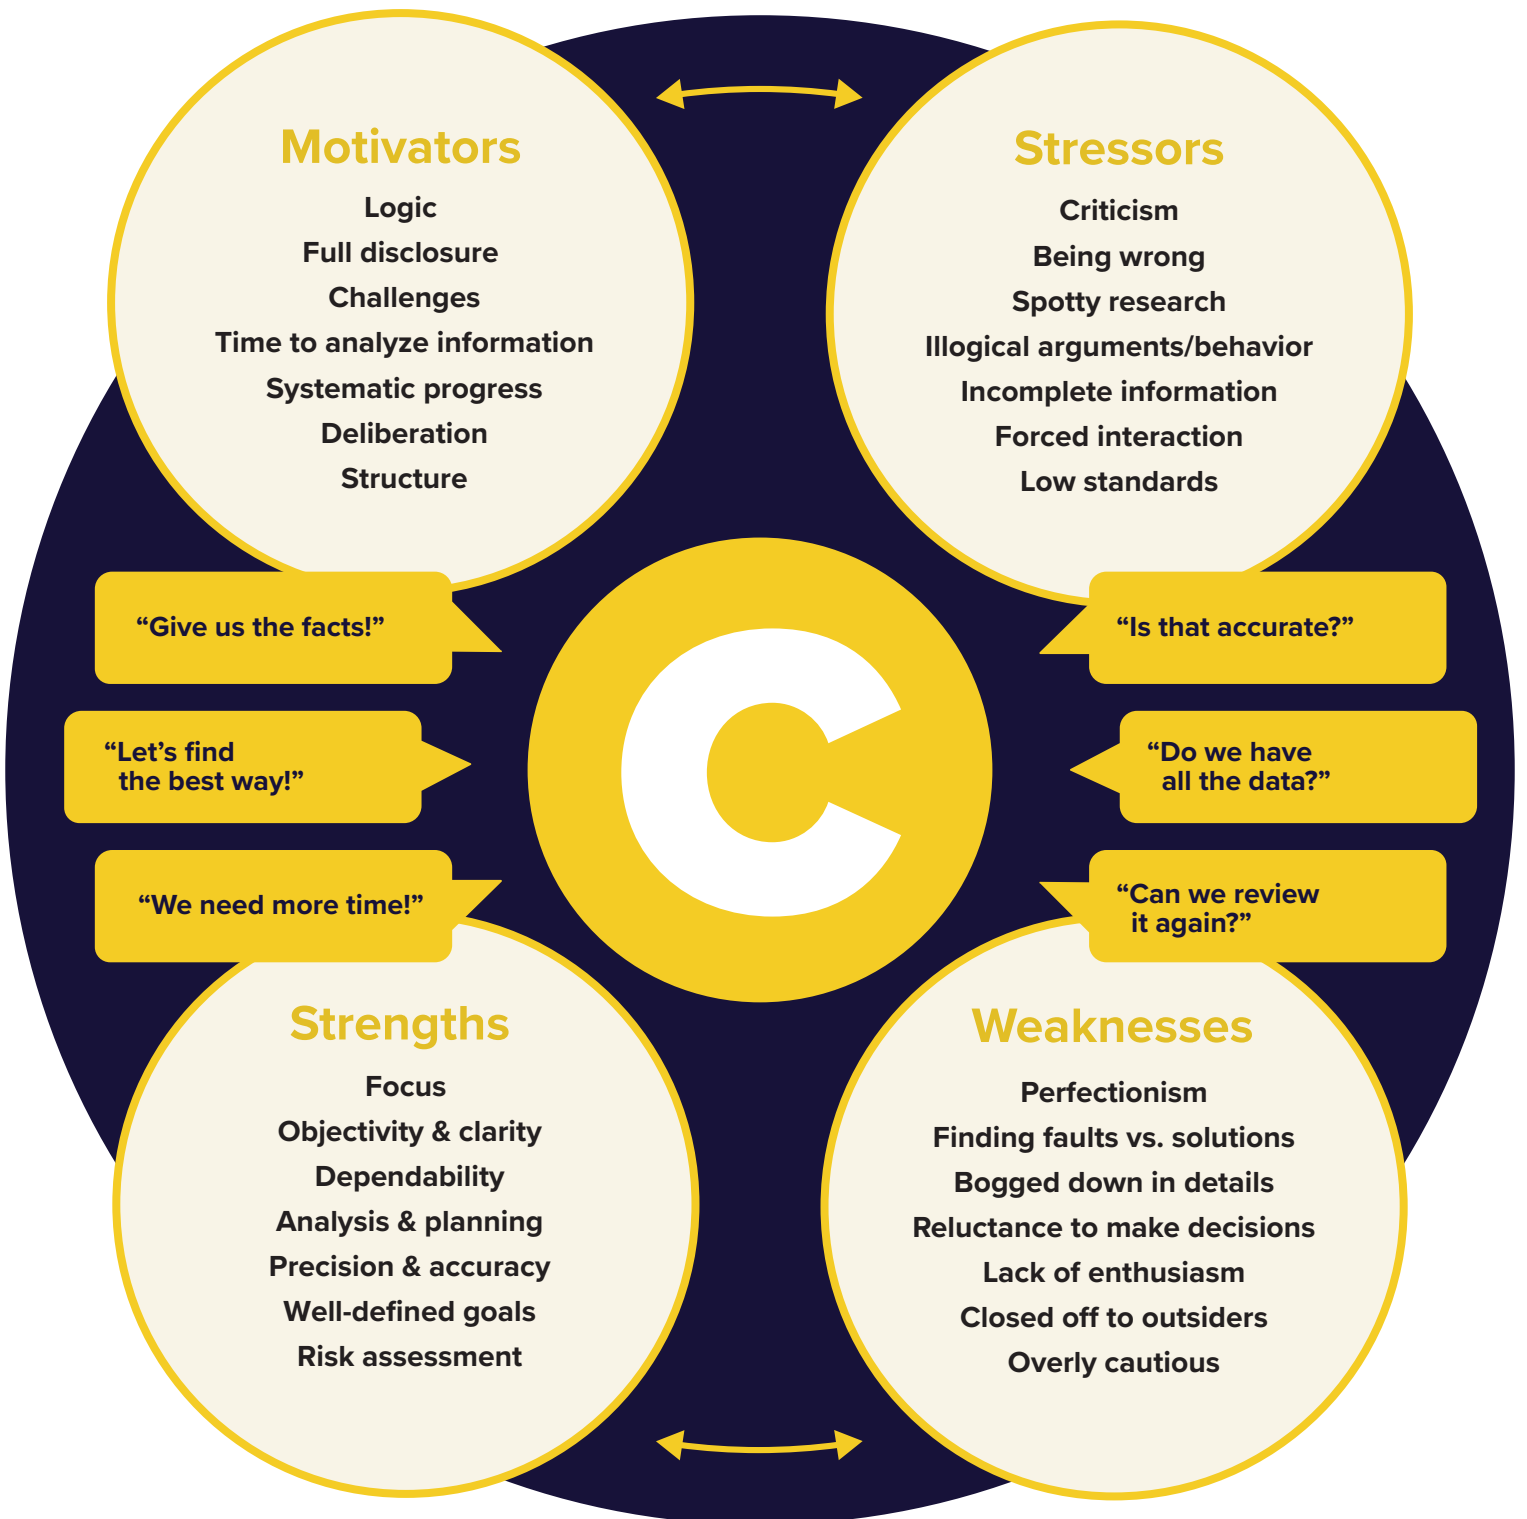 Motivators
Logic
Full disclosure
Challenges
Time to analyze information
Systematic progress
Deliberation
Structure
Stressors
Criticism
Being wrong
Spotty research
Illogical arguments/behavior
Incomplete information
Forced interaction
Low standards
“Give us the facts!”
“Let’s find
the best way!”
“We need more time!”
C
“Is that accurate?”
“Do we have
all the data?”
“Can we review
it again?”
Strengths
Focus
Objectivity & clarity
Dependability
Analysis & planning
Precision & accuracy
Well-defined goals
Risk assessment
Weaknesses
Perfectionism
Finding faults vs. solutions
Bogged down in details
Reluctance to make decisions
Lack of enthusiasm
Closed off to outsiders
Overly cautious